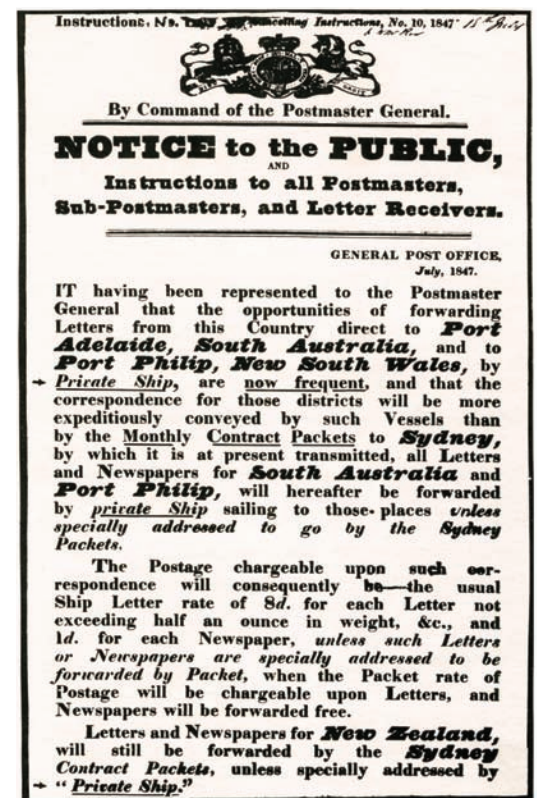 Instructions, No. Instructions, No. 10, 1847 15th July
By Command of the Postmaster General.
NOTICE to the PUBLIC,
AND
Instructions to all Postmasters,
Sub-Postmasters, and Letter Receivers.
GENERAL POST OFFICE,
July, 1847.
IT having been represented to the Postmaster
General that the opportunities of forwarding
Letters from this Country direct to Port
Adelaide, South Australia, and to
Port Philip, New South Wales, by
Private Ship, are now frequent, and that the
correspondence for those districts will be more
expeditiously conveyed by such Vessels than
by the Monthly Contract Packets to Sydney,
by which it is at present transmitted, all Letters
and Newspapers for South Australia and
Port Philip, will hereafter be forwarded
by private Ship sailing to those places unless
specially addressed to go by the Sydney
Packets.
The Postage chargeable upon such cor-
respondence will consequently be the usual
Ship Letter rate of 8d. for each Letter not
exceeding half an ounce in weight, &c., and
1d. for each Newspaper, unless such Letters
or Newspapers are specially addressed to be
forwarded by Packet, when the Packet rate of
Postage will be chargeable upon Letters, and
Newspapers will be forwarded free.
Letters and Newspapers for New Zealand,
will still be forwarded by the Sydney
Contract Packets, unless specially addressed by
"Private Ship."